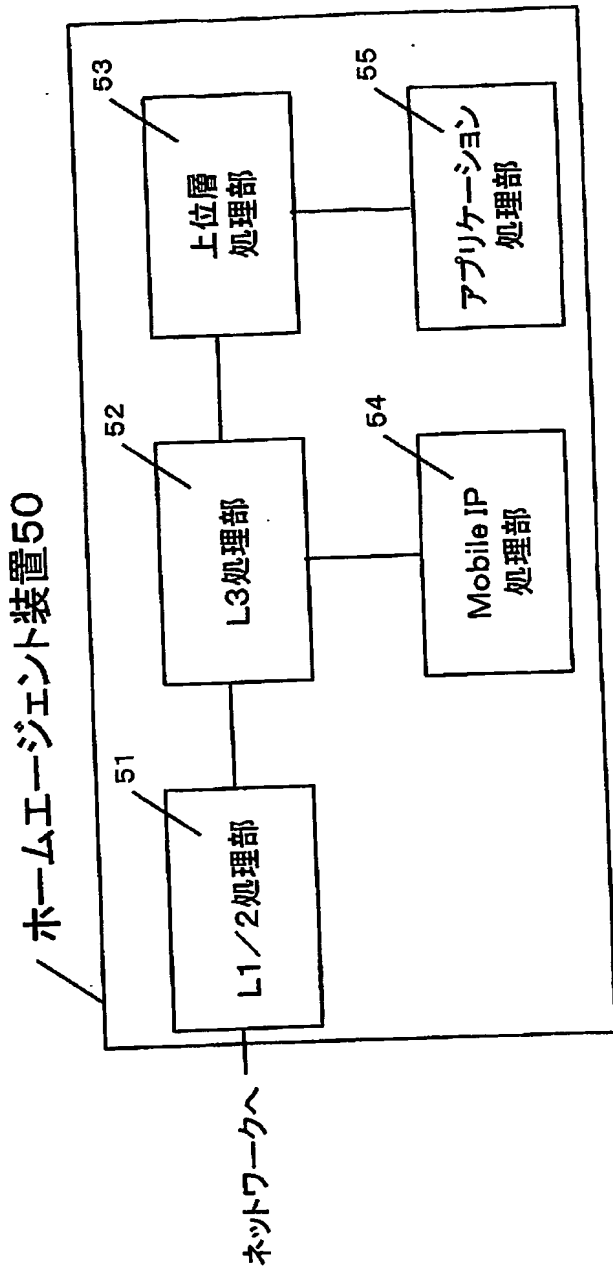 ホームエージェント装置50
ネットワークへ
51
L1/2処理部
52
L3処理部
53
上位層
処理部
54
Mobile IP
処理部
55
アプリケーション
処理部